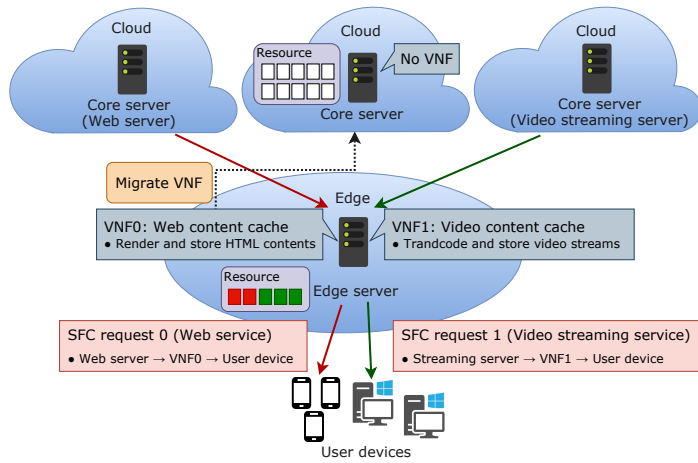 Cloud
Core server
(Web server)
Cloud
Resource
No VNF
Core server
Cloud
Core server
(Video streaming server)
Migrate VNF
Edge
VNF0: Web content cache
● Render and store HTML contents
VNF1: Video content cache
● Trandcode and store video streams
Resource
Edge server
SFC request 0 (Web service)
● Web server → VNF0 → User device
SFC request 1 (Video streaming service)
● Streaming server → VNF1 → User device
User devices